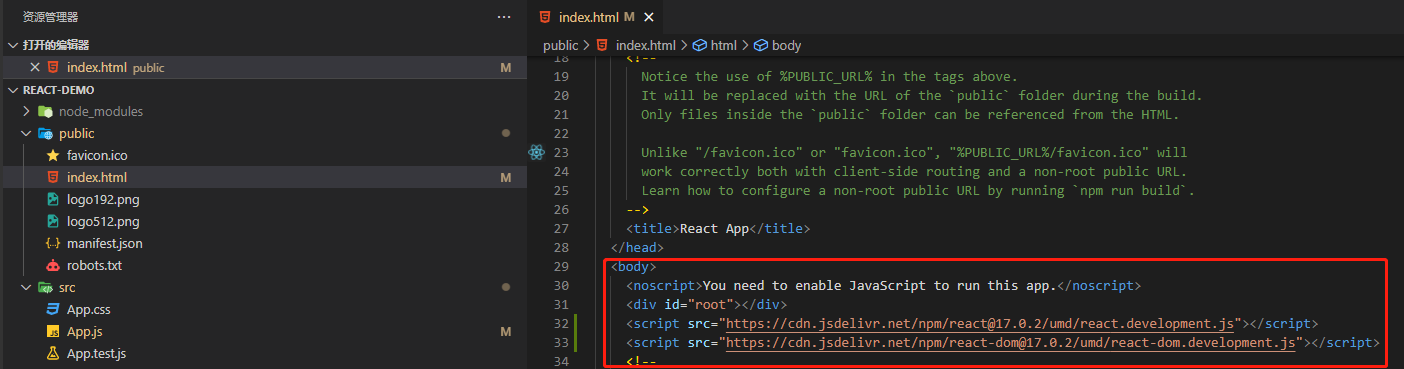 资源管理器
打开的编辑器
index.html public M
REACT-DEMO
node_modules
public
favicon.ico
index.html M
logo192.png
logo512.png
manifest.json
robots.txt
src
App.css
App.js M
App.test.js
index.html M
public > index.html > html > body
18 <!--
19 Notice the use of %PUBLIC_URL% in the tags above.
20 It will be replaced with the URL of the `public` folder during the build.
21 Only files inside the `public` folder can be referenced from the HTML.
22
23 Unlike "/favicon.ico" or "favicon.ico", "%PUBLIC_URL%/favicon.ico" will
24 work correctly both with client-side routing and a non-root public URL.
25 Learn how to configure a non-root public URL by running `npm run build`.
26 -->
27 <title>React App</title>
28 </head>
29 <body>
30 <noscript>You need to enable JavaScript to run this app.</noscript>
31 <div id="root"></div>
32 <script src="https://cdn.jsdelivr.net/npm/react@17.0.2/umd/react.development.js"></script>
33 <script src="https://cdn.jsdelivr.net/npm/react-dom@17.0.2/umd/react-dom.development.js"></script>
34 <!--